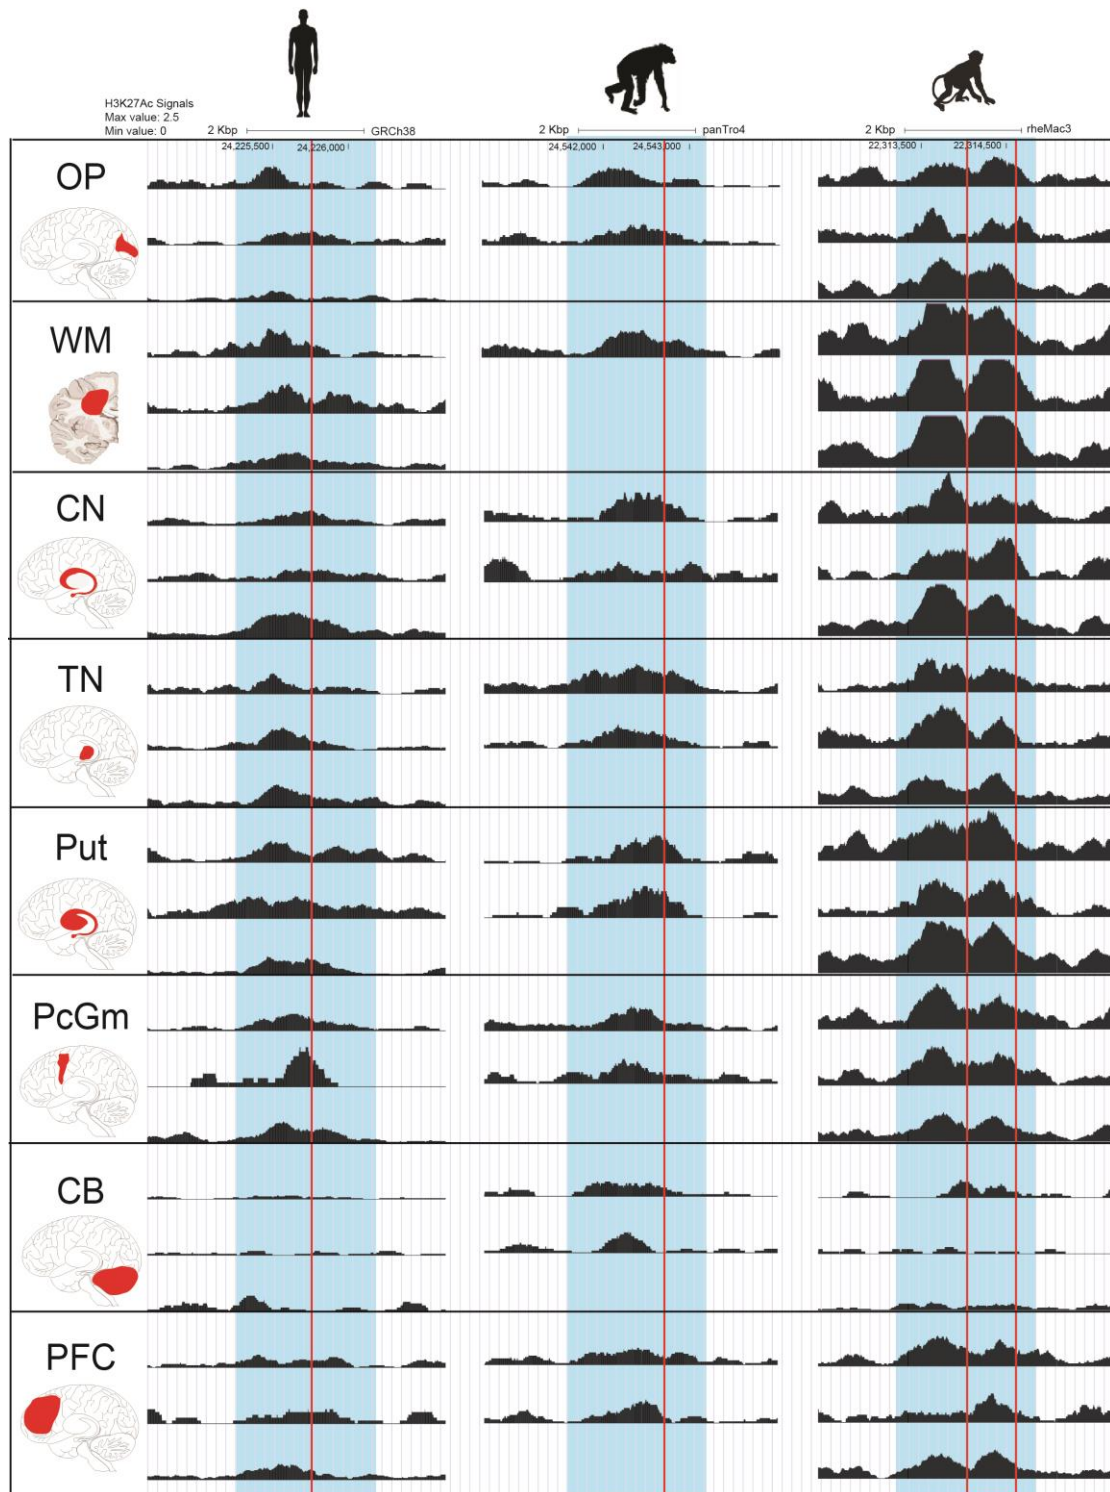 H3K27Ac Signals
Max value: 2.5
Min value: 0
2 Kbp GRCh38
2 Kbp panTro4
2 Kbp rheMac3
24,225,500 24,226,000 24,542,000 24,543,000 22,313,500 22,314,500
OP
WM
CN
TN
Put
PcGm
CB
PFC